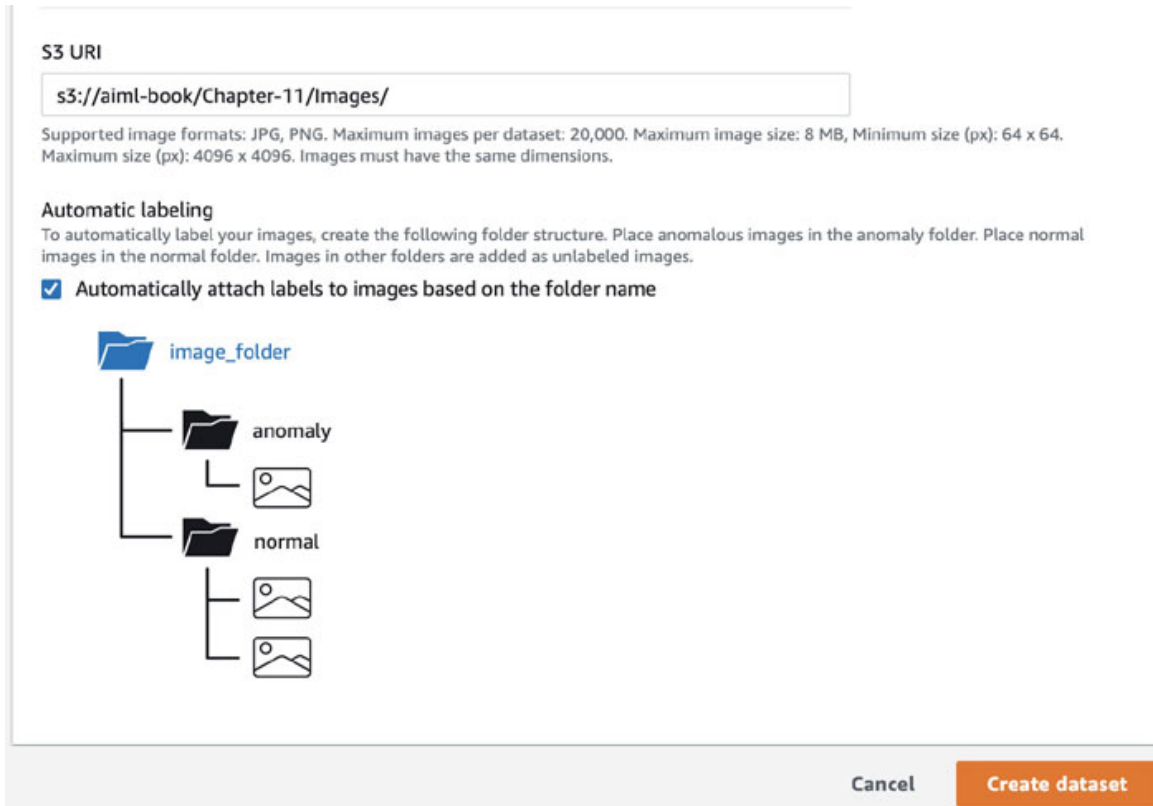 S3 URI
s3://aiml-book/Chapter-11/Images/
Supported image formats: JPG, PNG. Maximum images per dataset: 20,000. Maximum image size: 8 MB, Minimum size (px): 64 x 64.
Maximum size (px): 4096 x 4096. Images must have the same dimensions.
Automatic labeling
To automatically label your images, create the following folder structure. Place anomalous images in the anomaly folder. Place normal
images in the normal folder. Images in other folders are added as unlabeled images.
Automatically attach labels to images based on the folder name
image_folder
anomaly
normal
Cancel Create dataset